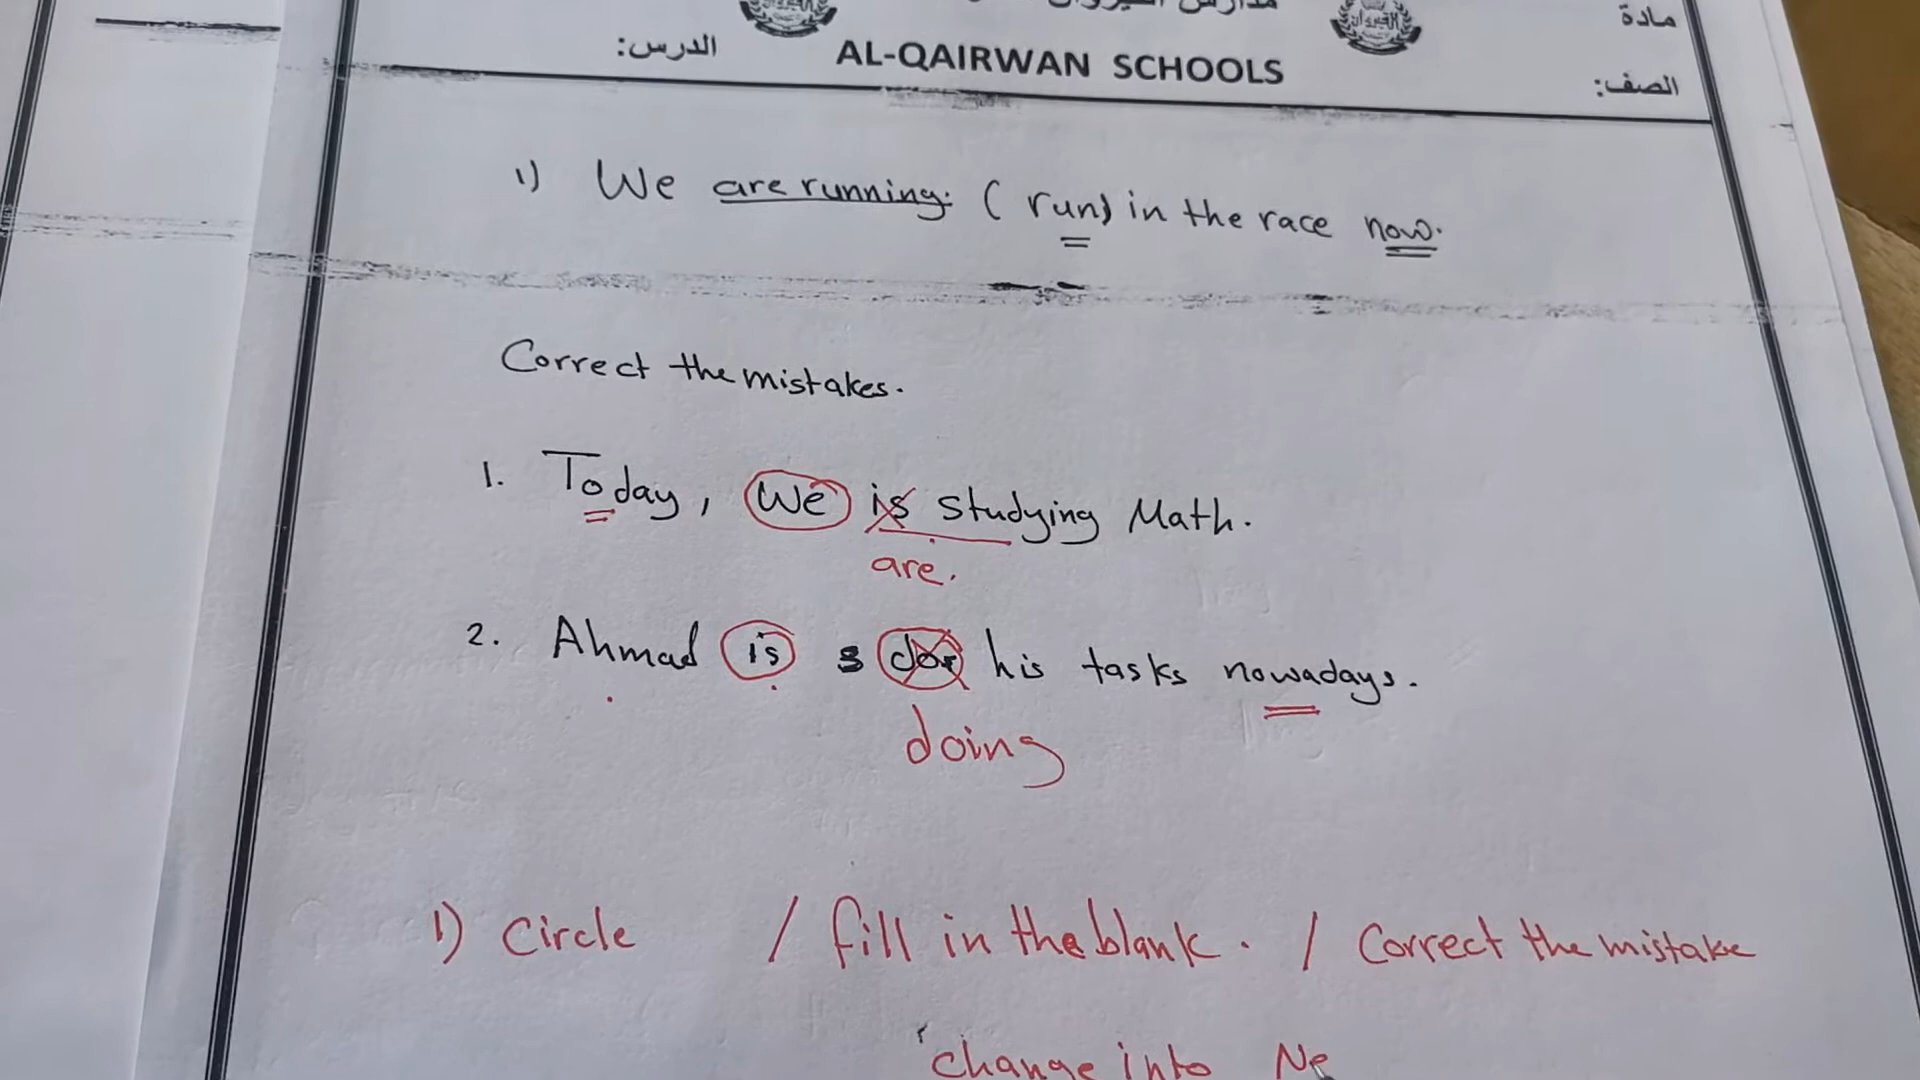 مادة
الدرس:
AL-QAIRWAN SCHOOLS
الصف:
1) We are running. (run) in the race now.
Correct the mistakes.
1. Today, We is studying Math.
are.
2. Ahmad is do his tasks nowadays.
doing
1) Circle / fill in the blank. / Correct the mistake
change into Ne